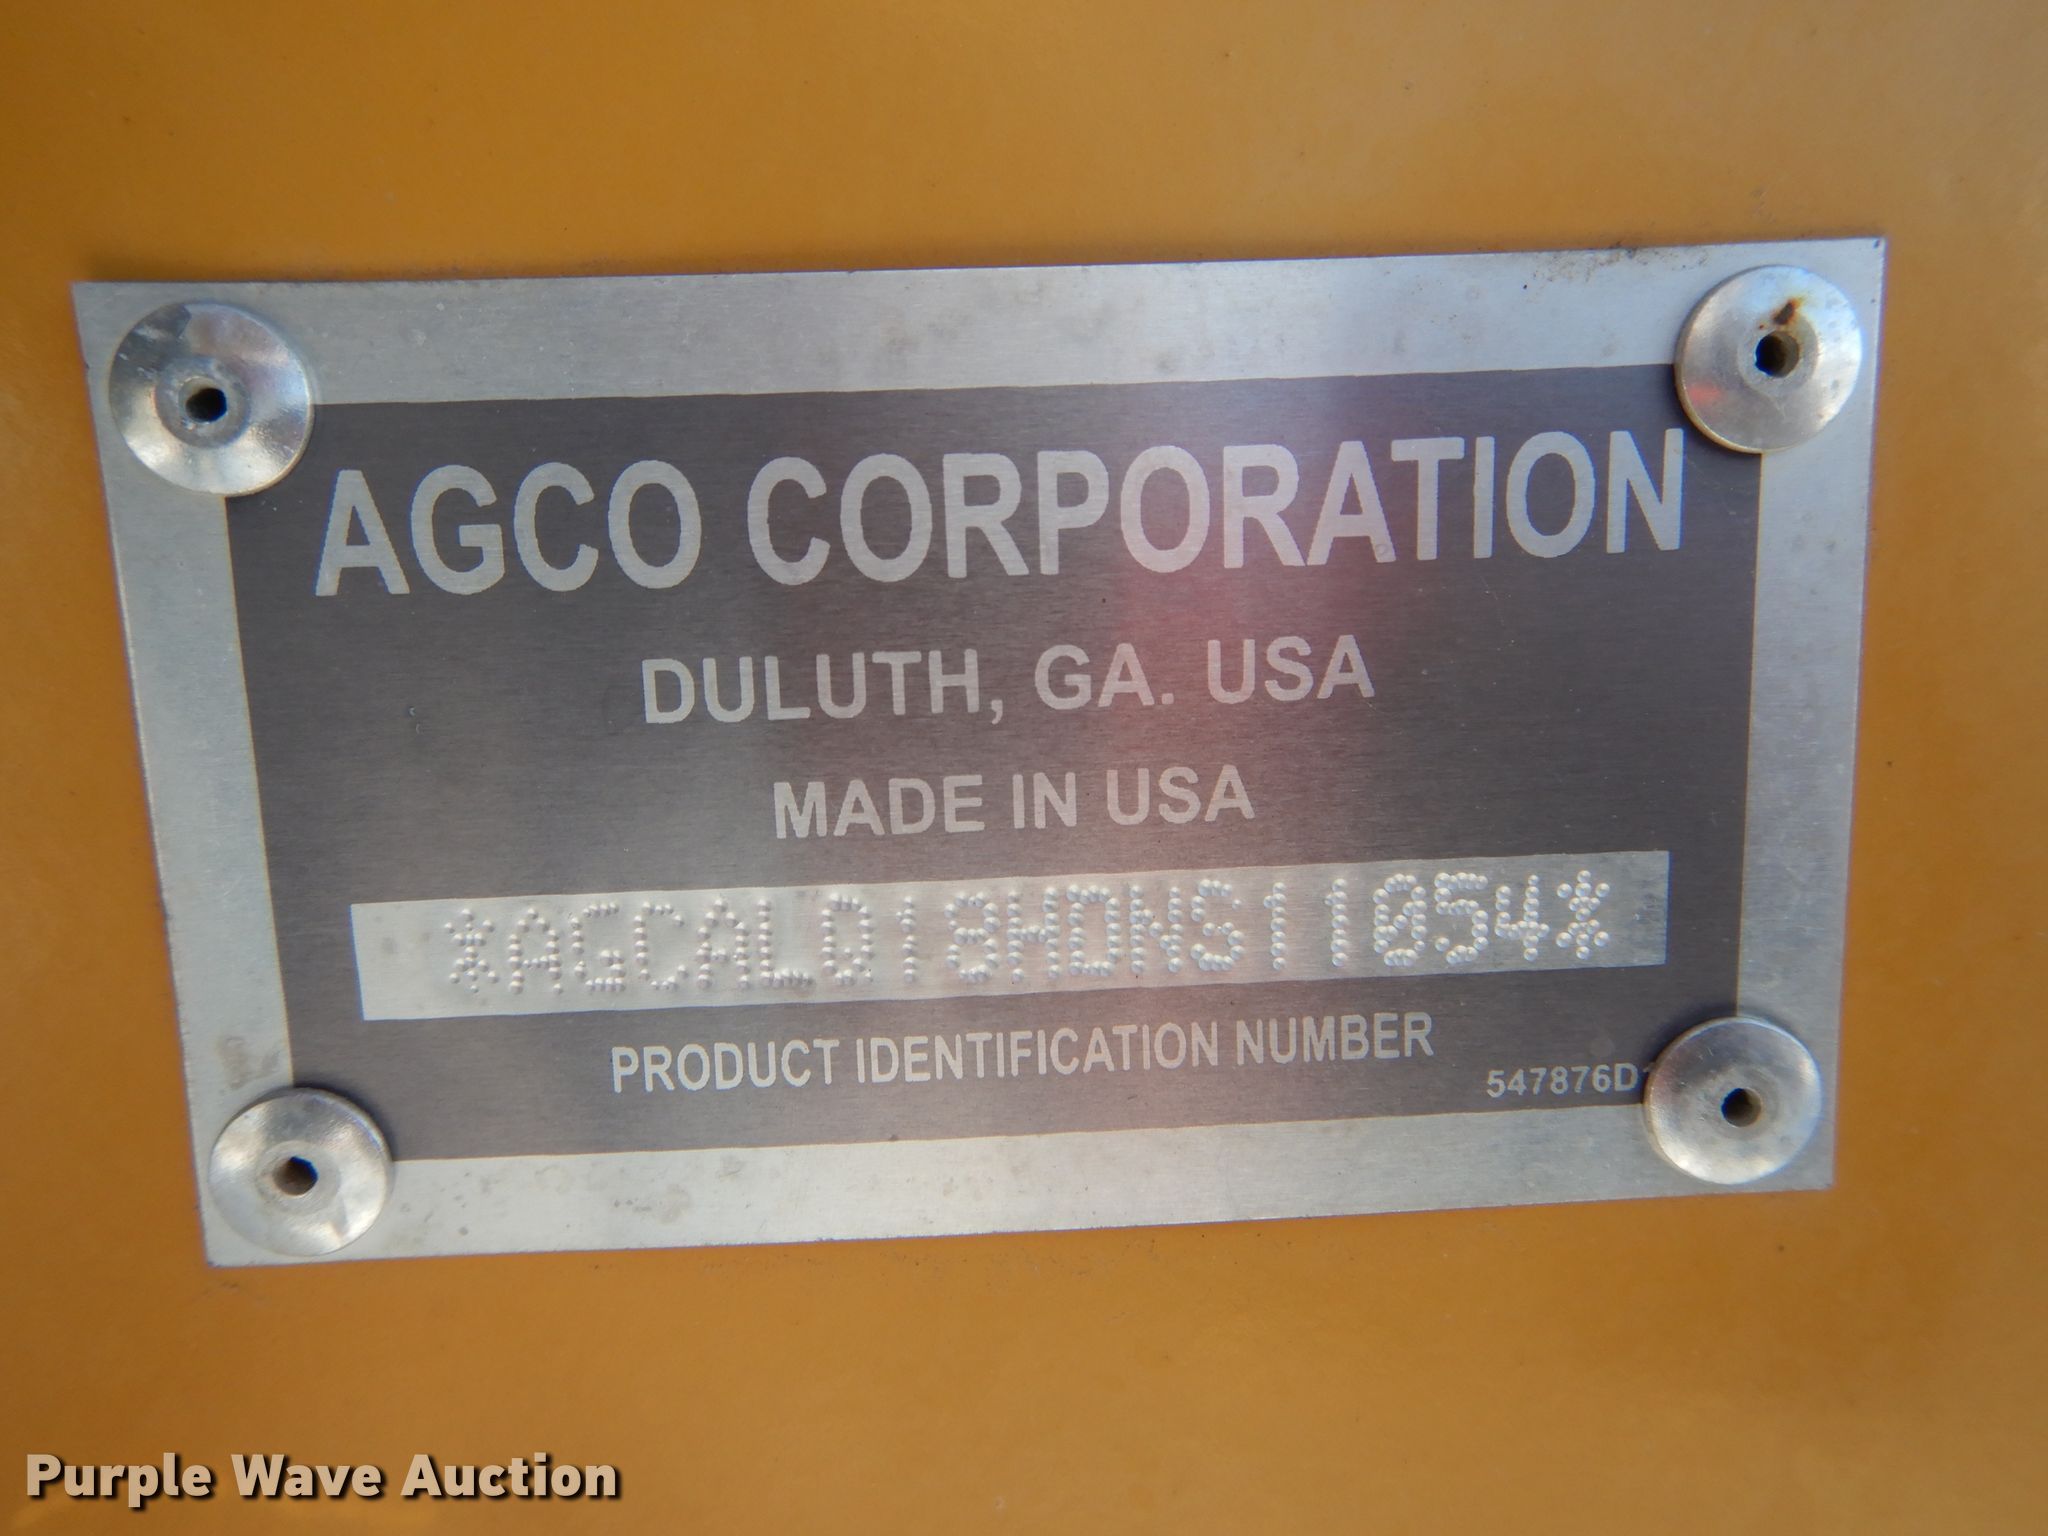 AGCO CORPORATION
DULUTH, GA. USA
MADE IN USA
*AGCAL018HDNS11054*
PRODUCT IDENTIFICATION NUMBER
547876D1
Purple Wave Auction